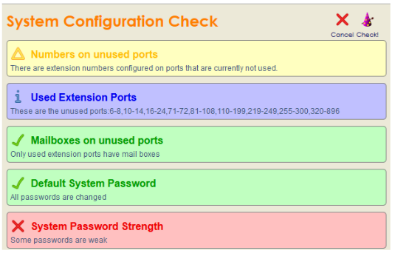 System Configuration Check
Cancel Check!
Numbers on unused ports
There are extension numbers configured on ports that are currently not used.
Used Extension Ports
These are the unused ports:6-8,10-14,16-24,71-72,81-108,110-199,219-249,255-300,320-896
Mailboxes on unused ports
Only used extension ports have mail boxes
Default System Password
All passwords are changed
System Password Strength
Some passwords are weak